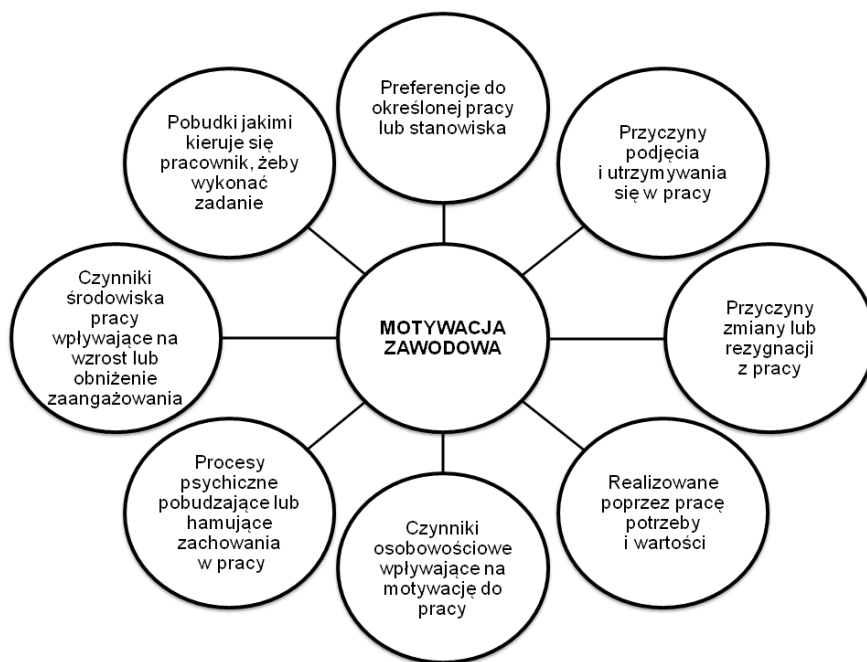 Preferencje do
określonej pracy
lub stanowiska
Przyczyny
podjęcia
i utrzymywania
się w pracy
Przyczyny
zmiany lub
rezygnacji
z pracy
Realizowane
poprzez pracę
potrzeby
i wartości
Czynniki
osobowościowe
wpływające na
motywację do
pracy
Procesy
psychiczne
pobudzające lub
hamujące
zachowania
w pracy
Czynniki
środowiska
pracy
wpływające na
wzrost lub
obniżenie
zaangażowania
Pobudki jakimi
kieruje się
pracownik, żeby
wykonać
zadanie
MOTYWACJA
ZAWODOWA